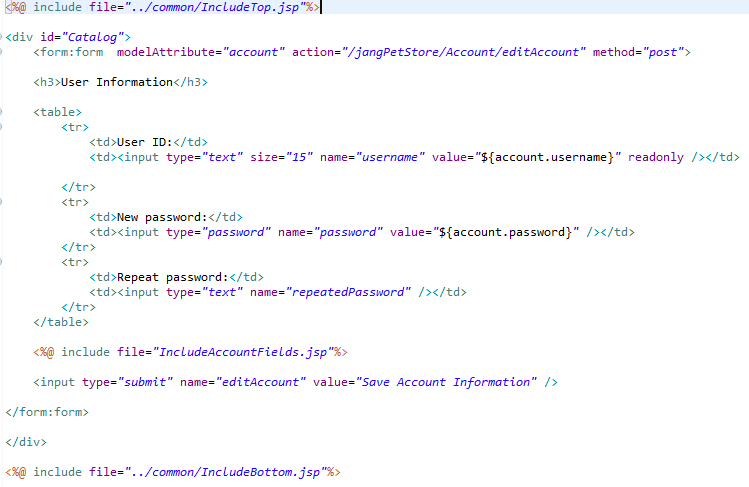 <%@ include file="../common/IncludeTop.jsp"%>
<div id="Catalog">
<form:form  modelAttribute="account" action="/jangPetStore/Account/editAccount" method="post">
<h3>User Information</h3>
<table>
<tr>
<td>User ID:</td>
<td><input type="text" size="15" name="username" value="${account.username}" readonly /></td>
</tr>
<tr>
<td>New password:</td>
<td><input type="password" name="password" value="${account.password}" /></td>
</tr>
<tr>
<td>Repeat password:</td>
<td><input type="text" name="repeatedPassword" /></td>
</tr>
</table>
<%@ include file="IncludeAccountFields.jsp"%>
<input type="submit" name="editAccount" value="Save Account Information" />
</form:form>
</div>
<%@ include file="../common/IncludeBottom.jsp"%>